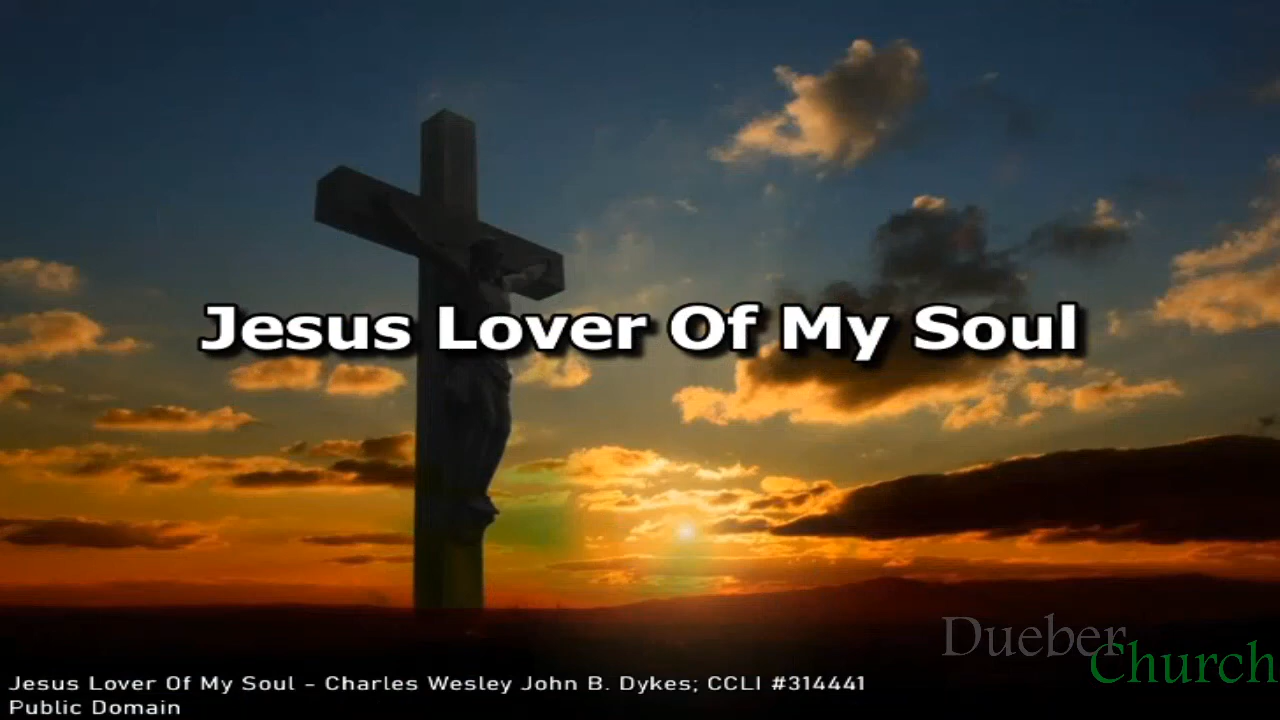 Jesus Lover Of My Soul
Dueber
Church
Jesus Lover Of My Soul – Charles Wesley John B. Dykes; CCLI #314441
Public Domain